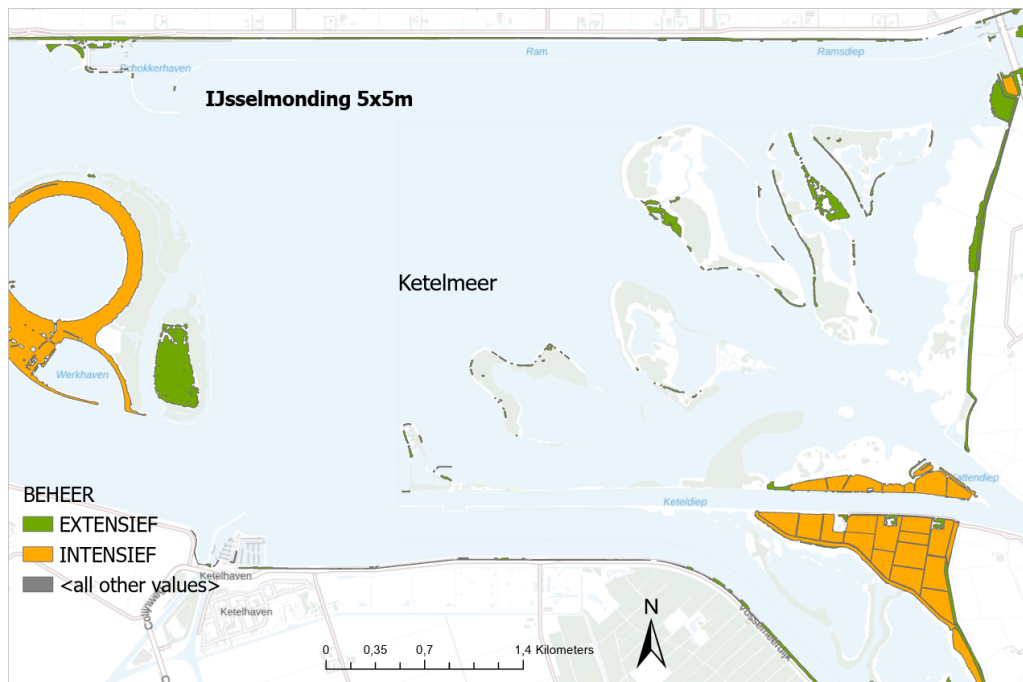 Ram
Ramsdiep
Schokkerhaven
IJsselmonding 5x5m
Ketelmeer
Werkhaven
Kattendiep
Keteldiep
BEHEER
EXTENSIEF
INTENSIEF
<all other values>
Ketelhaven
Colijnweg
Ketelhaven
Vossemeerdijk
N
0 0,35 0,7 1,4 Kilometers